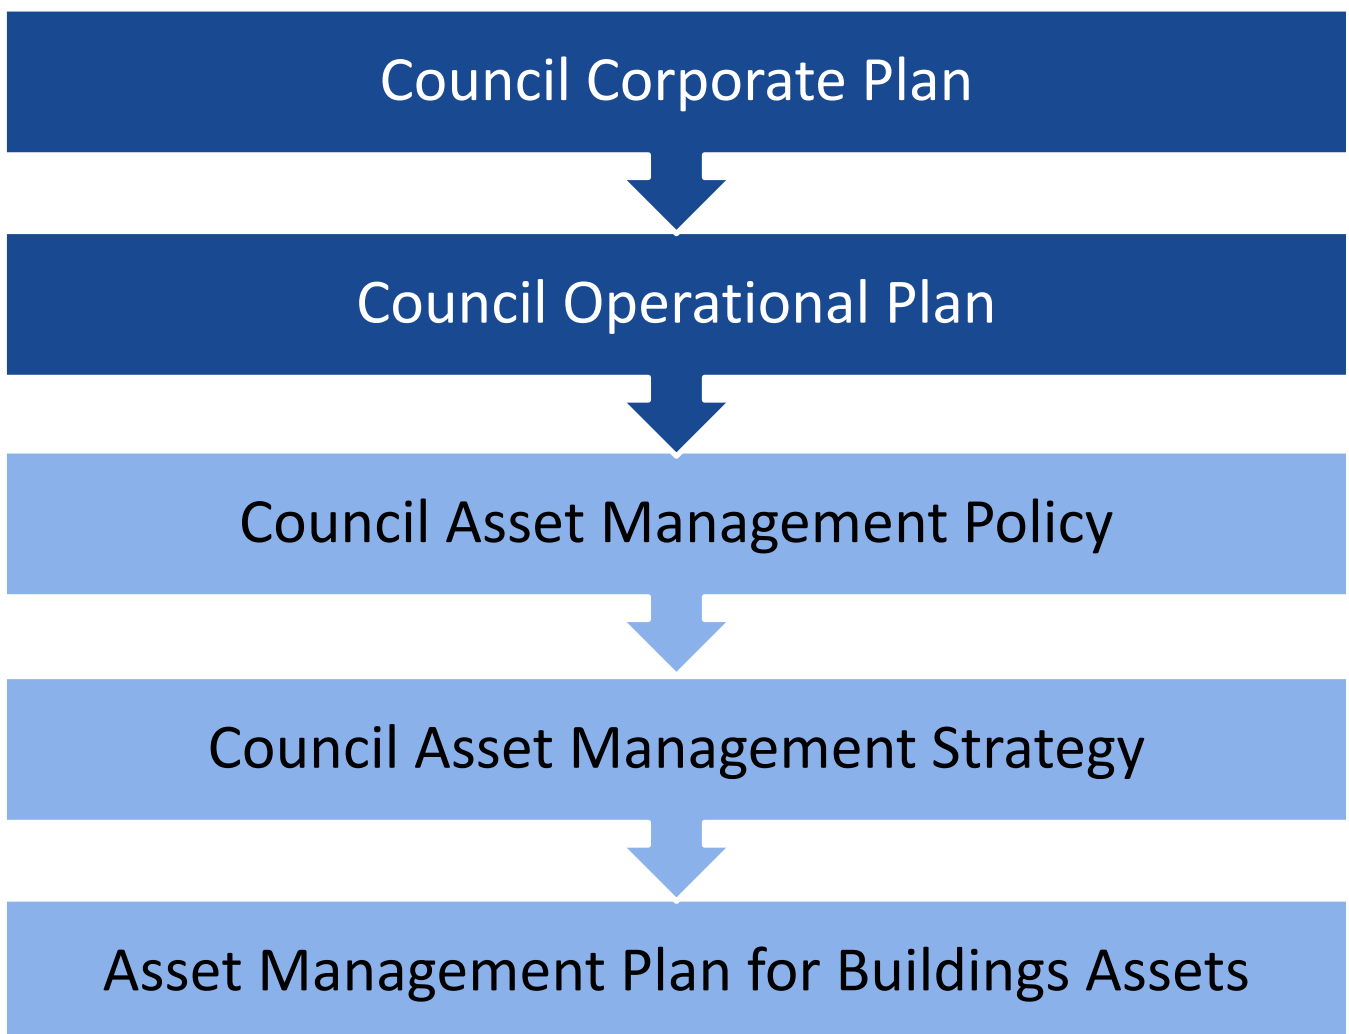 Council Corporate Plan
Council Operational Plan
Council Asset Management Policy
Council Asset Management Strategy
Asset Management Plan for Buildings Assets